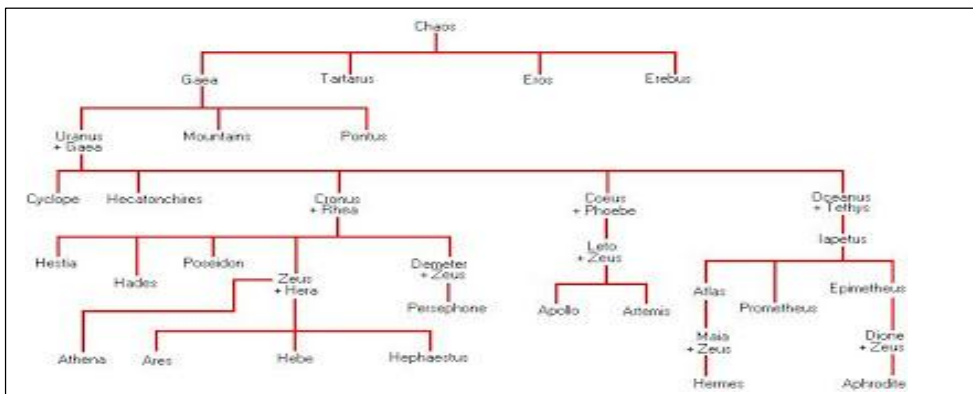 Chaos
Gaea Tartarus Eros Erebus
Uranus
+ Gaea
Mountains Pontus
Cyclope Hecatonchires
Cronus
+ Rhea
Coeus
+ Phoebe
Oceanus
+ Tethys
Hestia
Hades
Poseidon
Zeus
+ Hera
Demeter
+ Zeus
Persephone
Leto
+ Zeus
Iapetus
Apollo Artemis
Atlas
Prometheus
Epimetheus
Athena Ares Hebe Hephaestus
Maia
+ Zeus
Dione
+ Zeus
Hermes Aphrodite